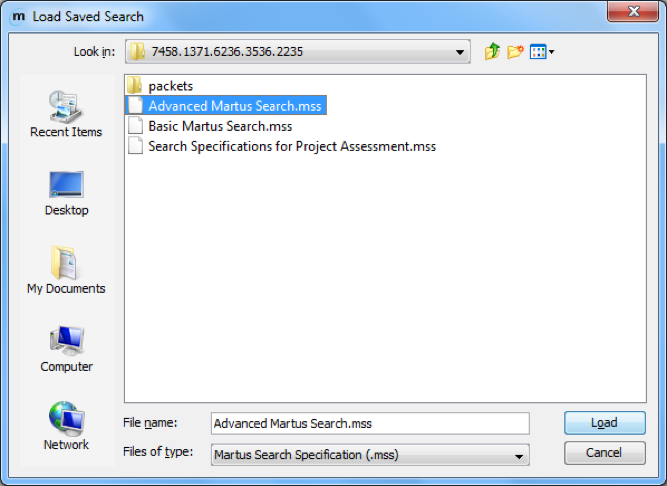 m Load Saved Search
Look in: 7458.1371.6236.3536.2235
packets
Advanced Martus Search.mss
Basic Martus Search.mss
Search Specifications for Project Assessment.mss
Recent Items
Desktop
My Documents
Computer
Network
File name: Advanced Martus Search.mss
Load
Files of type: Martus Search Specification (.mss)
Cancel